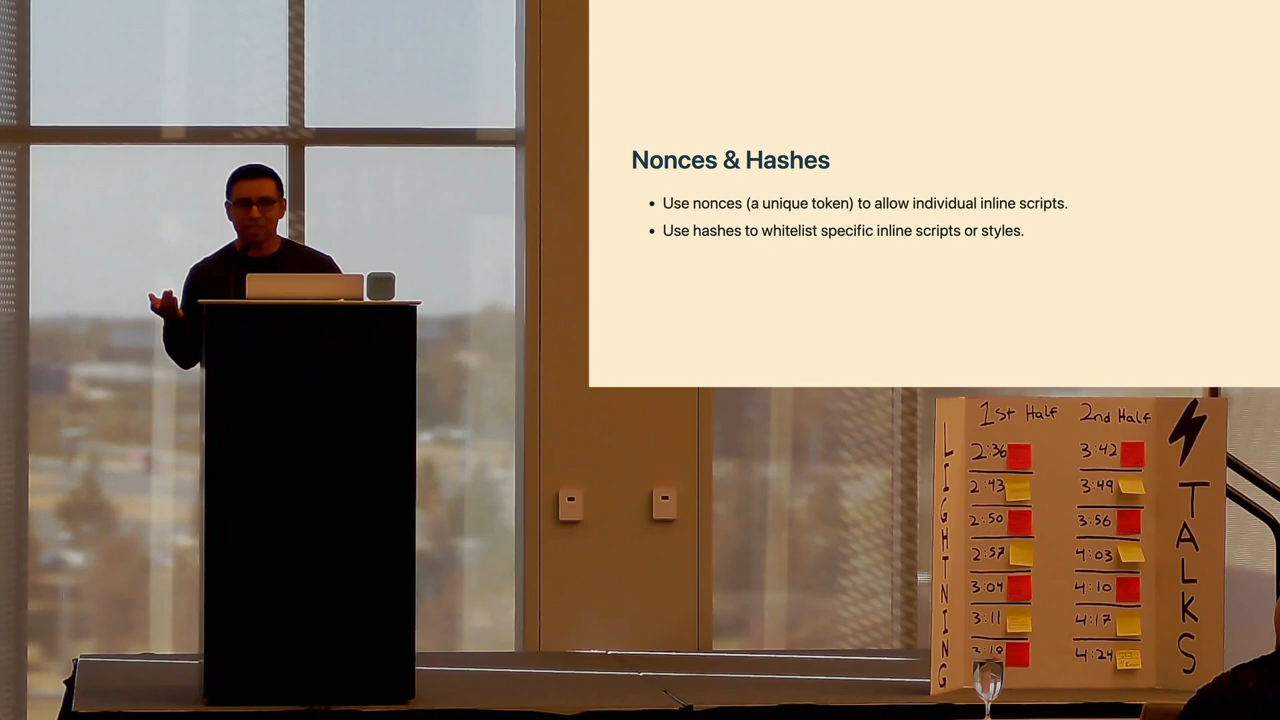 Nonces & Hashes
• Use nonces (a unique token) to allow individual inline scripts.
• Use hashes to whitelist specific inline scripts or styles.
LIGHTNING
1st Half
2:36
2:43
2:50
2:57
3:04
3:11
2nd Half
3:42
3:49
3:56
4:03
4:10
4:17
4:24
TALKS